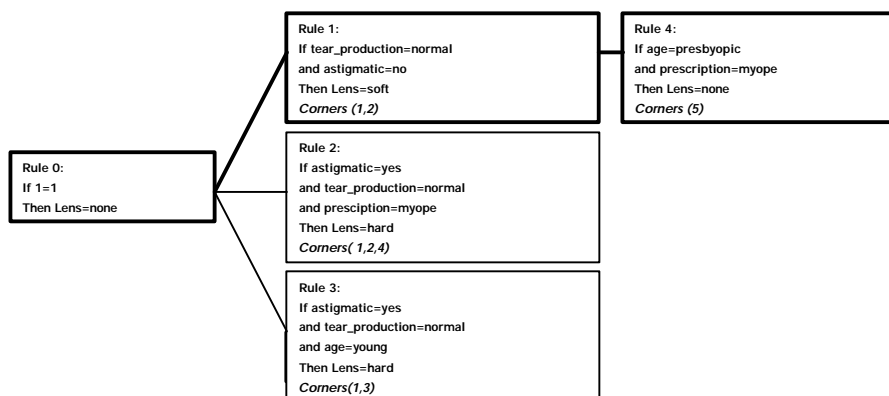 Rule 0:
If 1=1
Then Lens=none
Rule 1:
If tear_production=normal
and astigmatic=no
Then Lens=soft
Corners (1,2)
Rule 4:
If age=presbyopic
and prescription=myope
Then Lens=none
Corners (5)
Rule 2:
If astigmatic=yes
and tear_production=normal
and presciption=myope
Then Lens=hard
Corners( 1,2,4)
Rule 3:
If astigmatic=yes
and tear_production=normal
and age=young
Then Lens=hard
Corners(1,3)